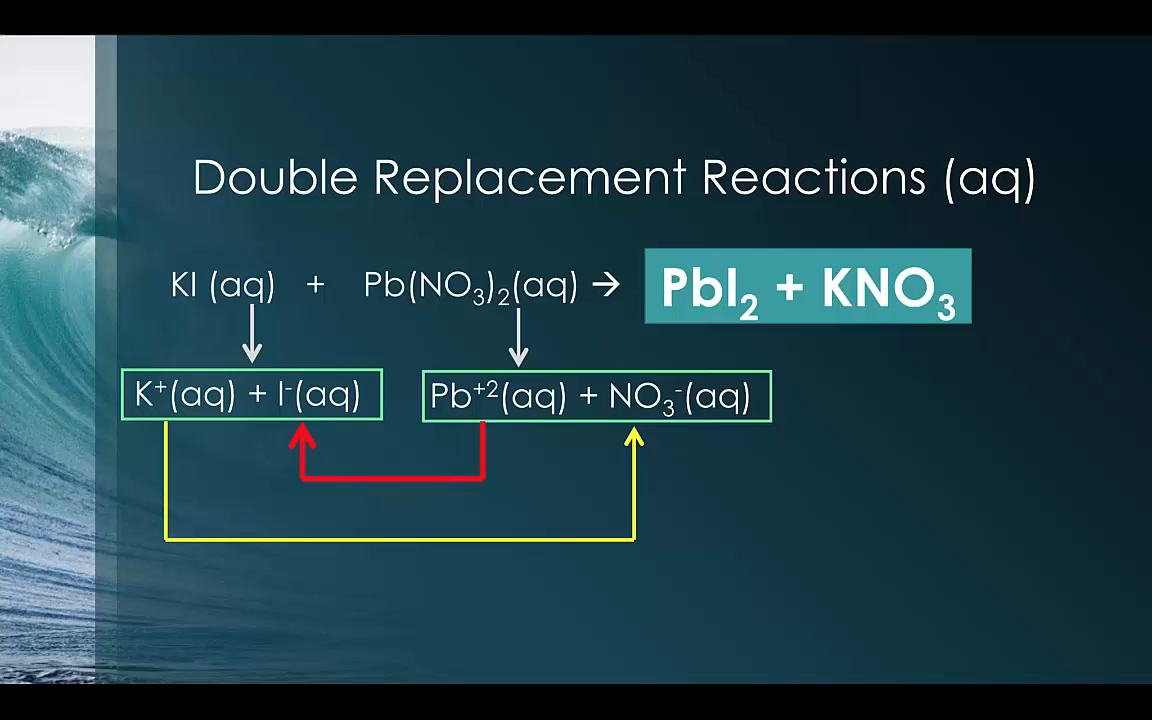 Double Replacement Reactions (aq)
KI (aq) + Pb(NO₃)₂(aq) → PbI₂ + KNO₃
K⁺(aq) + I⁻(aq) Pb⁺²(aq) + NO₃⁻(aq)